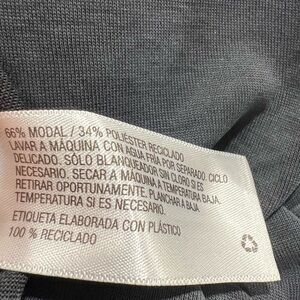 66% MODAL / 34% POLIÉSTER RECICLADO
LAVAR A MÁQUINA CON AGUA FRÍA POR SEPARADO. CICLO
DELICADO. SÓLO BLANQUEADOR SIN CLORO SI ES
NECESARIO. SECAR A MÁQUINA A TEMPERATURA BAJA.
RETIRAR OPORTUNAMENTE. PLANCHAR A BAJA
TEMPERATURA SI ES NECESARIO.
ETIQUETA ELABORADA CON PLÁSTICO
100 % RECICLADO